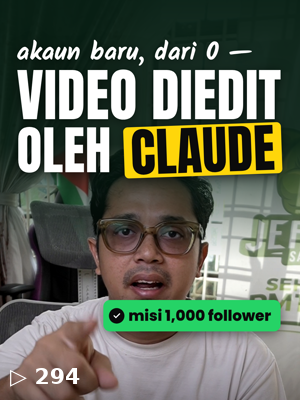 akaun baru, dari 0 —
VIDEO DIEDIT
OLEH CLAUDE
misi 1,000 follower
294